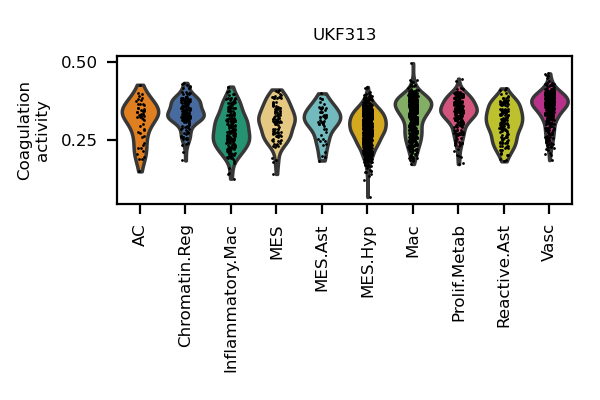 UKF313
Coagulation
activity
0.50
0.25
AC
Chromatin.Reg
Inflammatory.Mac
MES
MES.Ast
MES.Hyp
Mac
Prolif.Metab
Reactive.Ast
Vasc